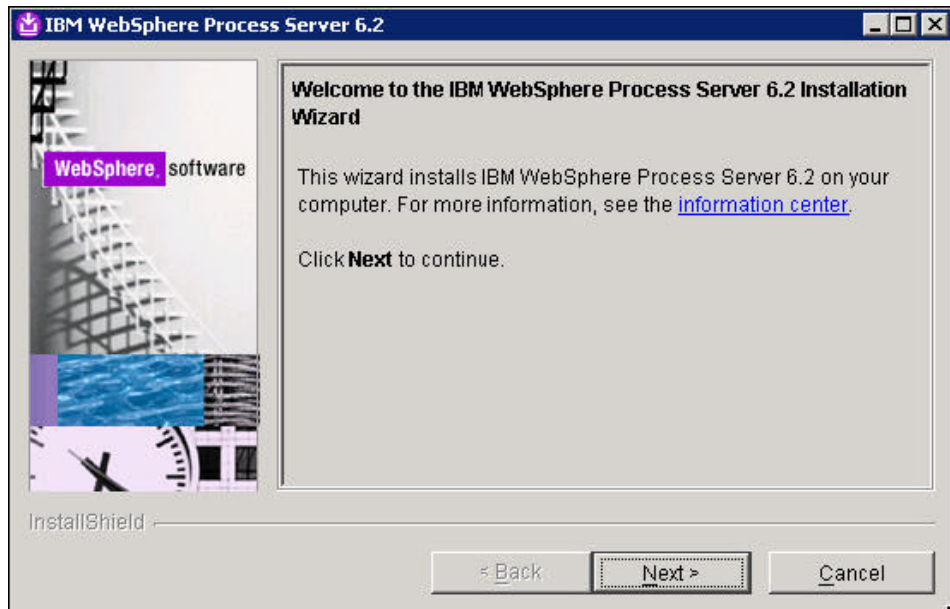 IBM WebSphere Process Server 6.2
WebSphere, software
Welcome to the IBM WebSphere Process Server 6.2 Installation
Wizard
This wizard installs IBM WebSphere Process Server 6.2 on your
computer. For more information, see the information center.
Click Next to continue.
InstallShield
< Back
Next >
Cancel